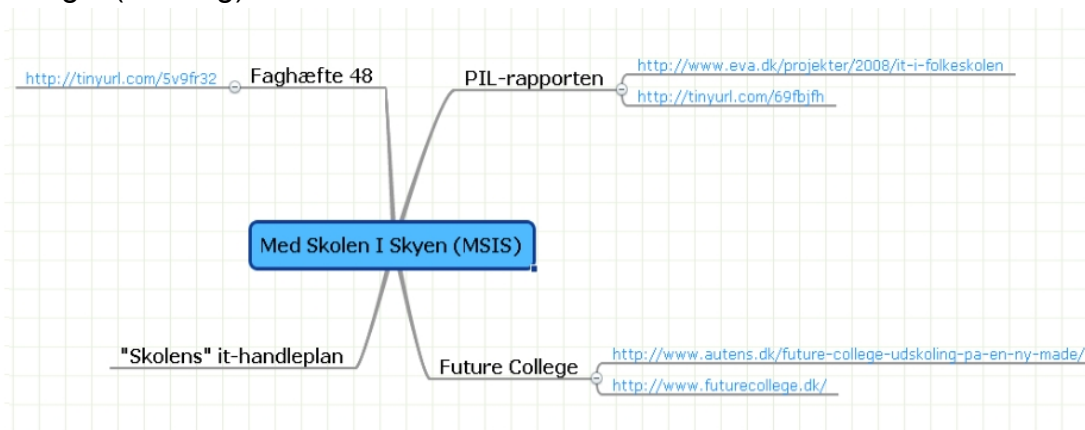 http://tinyurl.com/5v9fr32
Faghæfte 48
PIL-rapporten
http://www.eva.dk/projekter/2008/it-i-folkeskolen
http://tinyurl.com/69fbjfh
Med Skolen I Skyen (MSIS)
"Skolens" it-handleplan
Future College
http://www.autens.dk/future-college-udskoling-pa-en-ny-made/
http://www.futurecollege.dk/